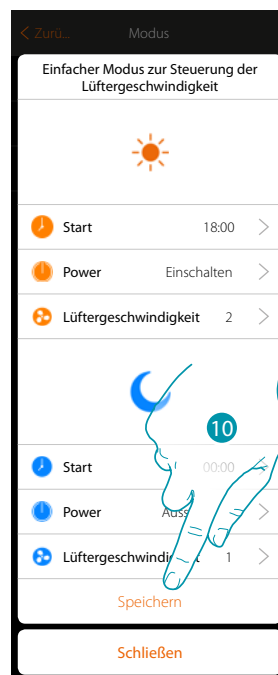 Zurü...
Modus
Einfacher Modus zur Steuerung der
Lüftergeschwindigkeit
Start 18:00
Power Einschalten
Lüftergeschwindigkeit 2
10
Start 00:00
Power
Lüftergeschwindi 1
Speichern
Schließen